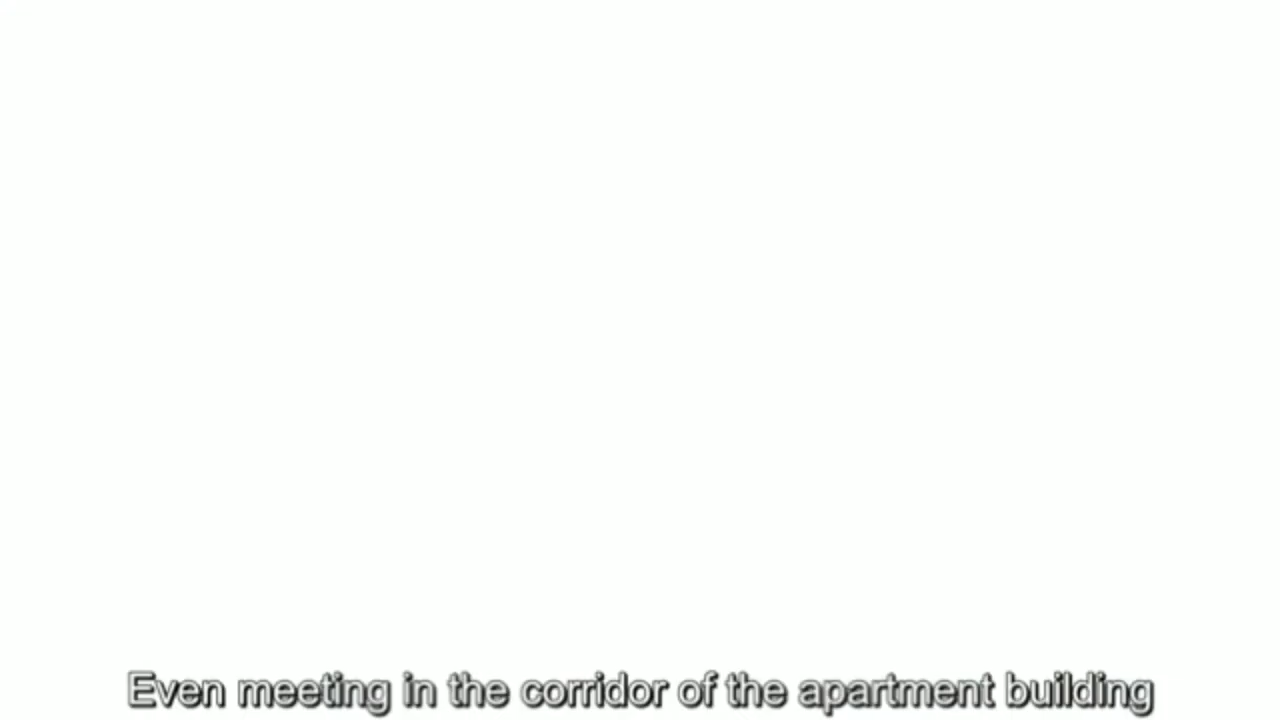 Even meeting in the corridor of the apartment building